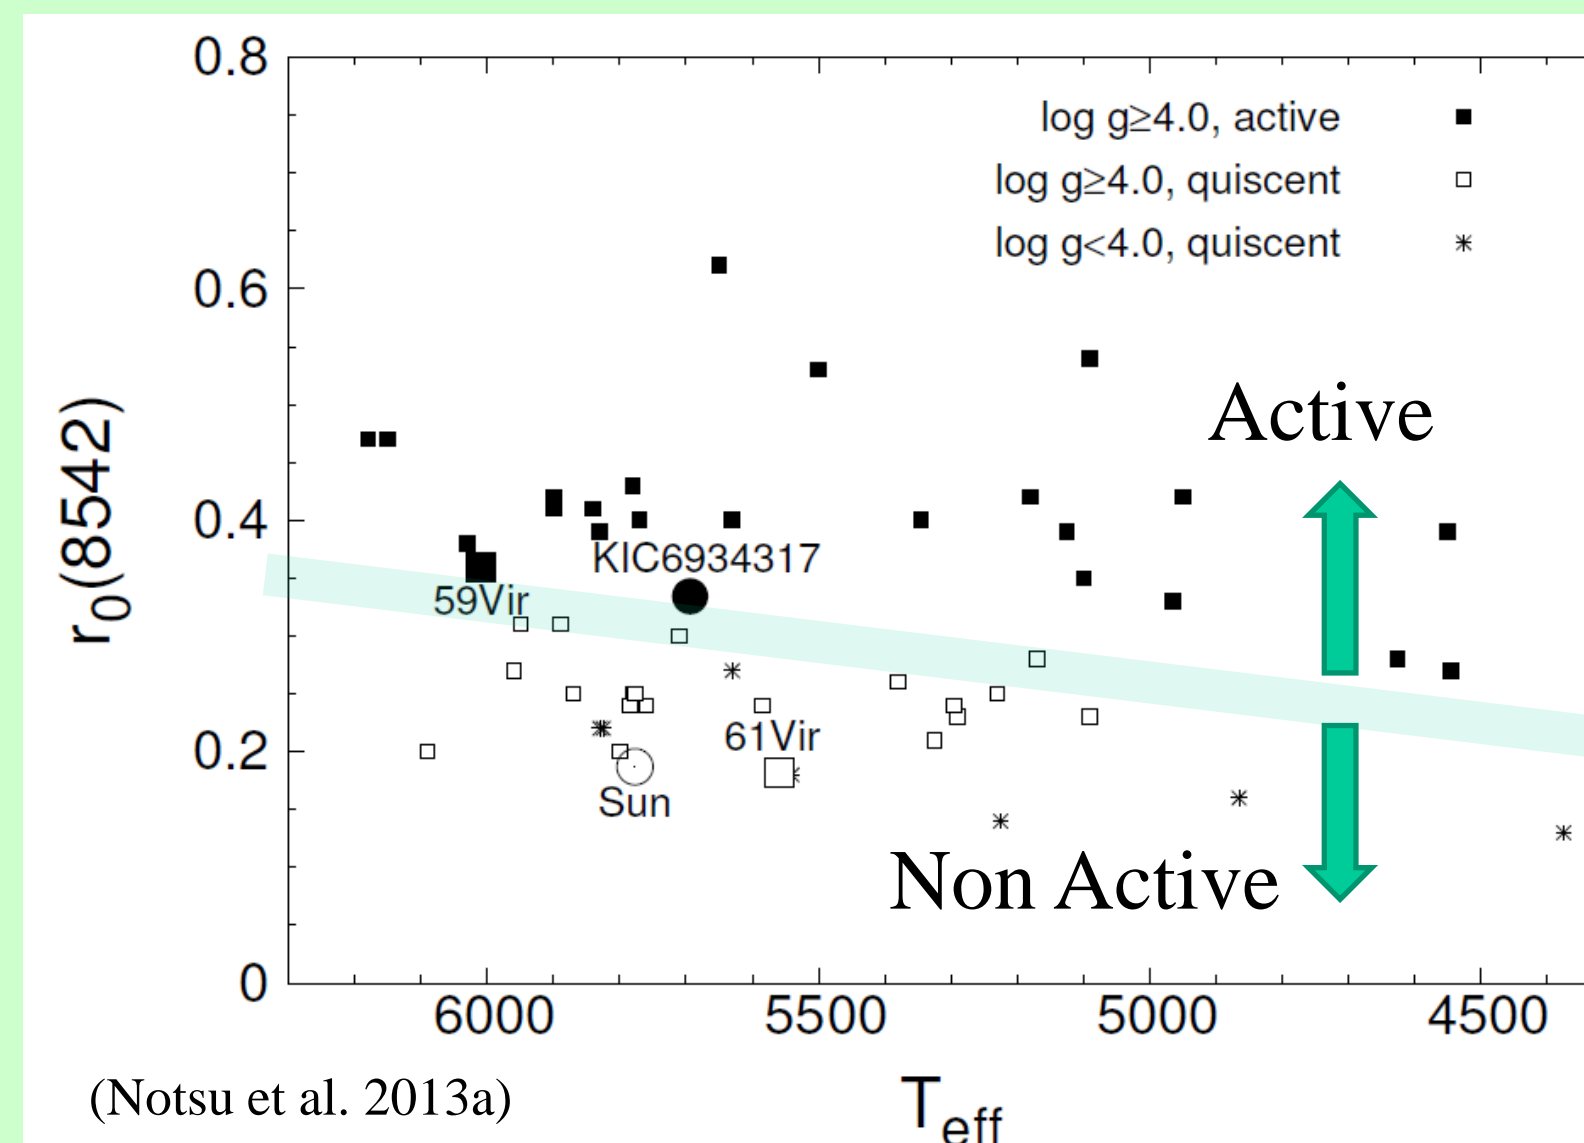 0.8
log g≥4.0, active
log g≥4.0, quiscent
log g<4.0, quiscent
0.6
Active
r0(8542)
0.4
KIC6934317
59Vir
0.2
61Vir
Sun
Non Active
0
6000 5500 5000 4500
(Notsu et al. 2013a)
Teff